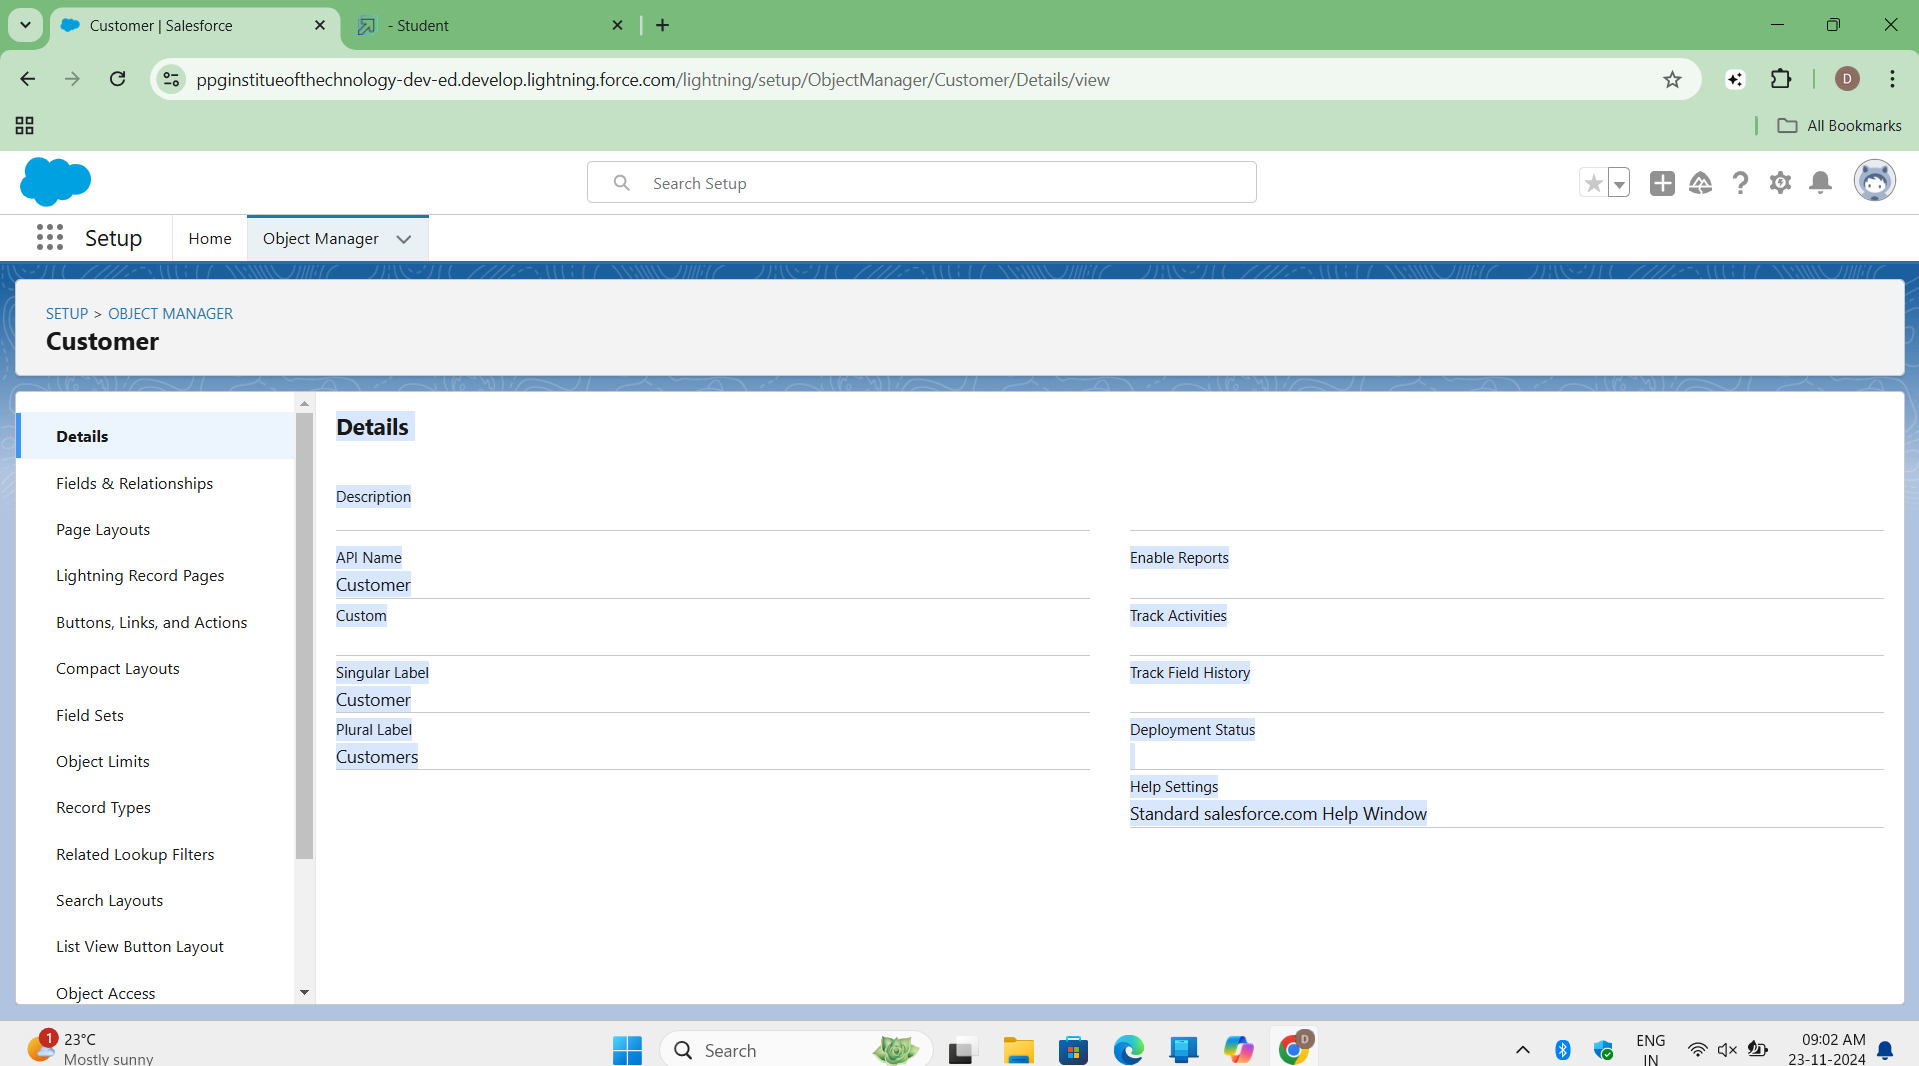 Customer | Salesforce
- Student
ppginstitueofthechnology-dev-ed.develop.lightning.force.com/lightning/setup/ObjectManager/Customer/Details/view
D
All Bookmarks
Search Setup
Setup
Home
Object Manager
SETUP > OBJECT MANAGER
Customer
Details
Fields & Relationships
Page Layouts
Lightning Record Pages
Buttons, Links, and Actions
Compact Layouts
Field Sets
Object Limits
Record Types
Related Lookup Filters
Search Layouts
List View Button Layout
Object Access
Details
Description
API Name
Customer
Custom
Singular Label
Customer
Plural Label
Customers
Enable Reports
Track Activities
Track Field History
Deployment Status
Help Settings
Standard salesforce.com Help Window
1
23°C
Mostly sunny
Search
D
ENG
IN
09:02 AM
23-11-2024